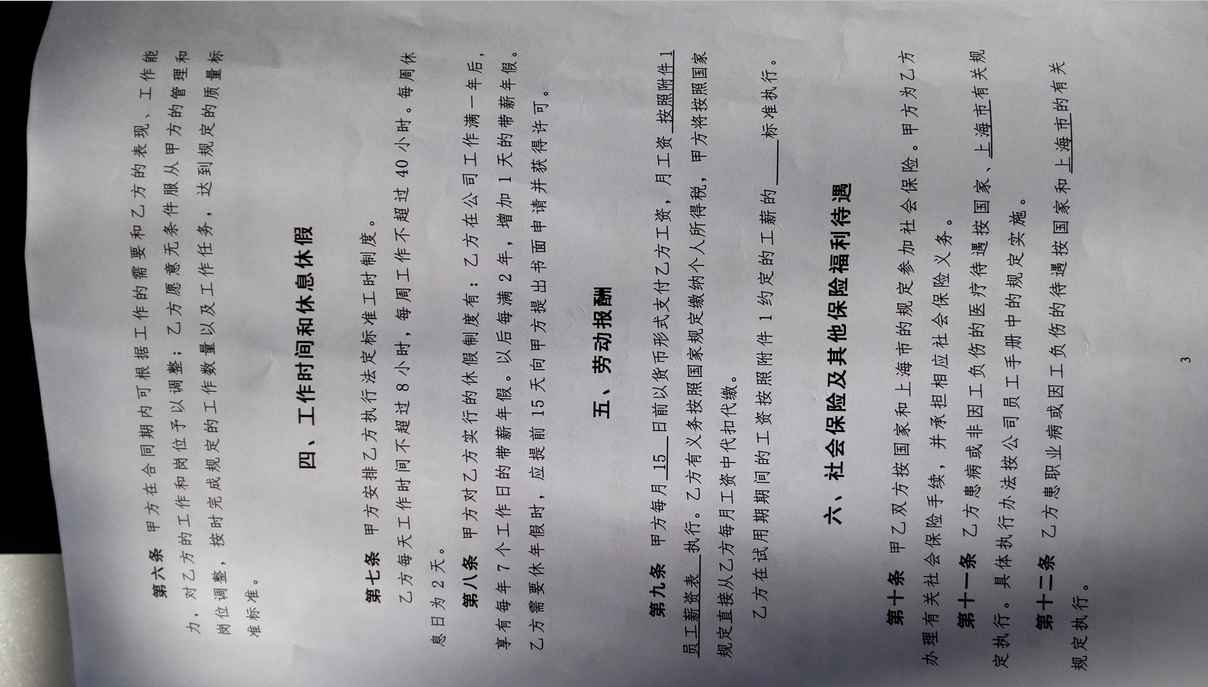 第六条 甲方在合同期内可根据工作的需要和乙方的表现、工作能
力，对乙方的工作和岗位予以调整；乙方愿意无条件服从甲方的管理和
岗位调整，按时完成规定的工作数量以及工作任务，达到规定的质量标
准标准。
四、工作时间和休息休假
第七条 甲方安排乙方执行法定标准工时制度。
乙方每天工作时间不超过 8 小时，每周工作不超过 40 小时。每周休
息日为 2 天。
第八条 甲方对乙方实行的休假制度有：乙方在公司工作满一年后，
享有每年 7 个工作日的带薪年假。以后每满 2 年，增加 1 天的带薪年假。
乙方需要休年假时，应提前 15 天向甲方提出书面申请并获得许可。
五、劳动报酬
第九条 甲方每月 15 日前以货币形式支付乙方工资，月工资 按照附件1
员工薪资表 执行。乙方有义务按照国家规定缴纳个人所得税，甲方将按照国家
规定直接从乙方每月工资中代扣代缴。
乙方在试用期期间的工资按照附件 1 约定的工薪的____标准执行。
六、社会保险及其他保险福利待遇
第十条 甲乙双方按国家和上海市的规定参加社会保险。甲方为乙方
办理有关社会保险手续，并承担相应社会保险义务。
第十一条 乙方患病或非因工负伤的医疗待遇按国家、上海市有关规
定执行。具体执行办法按公司员工手册中的规定实施。
第十二条 乙方患职业病或因工负伤的待遇按国家和上海市的有关
规定执行。
3